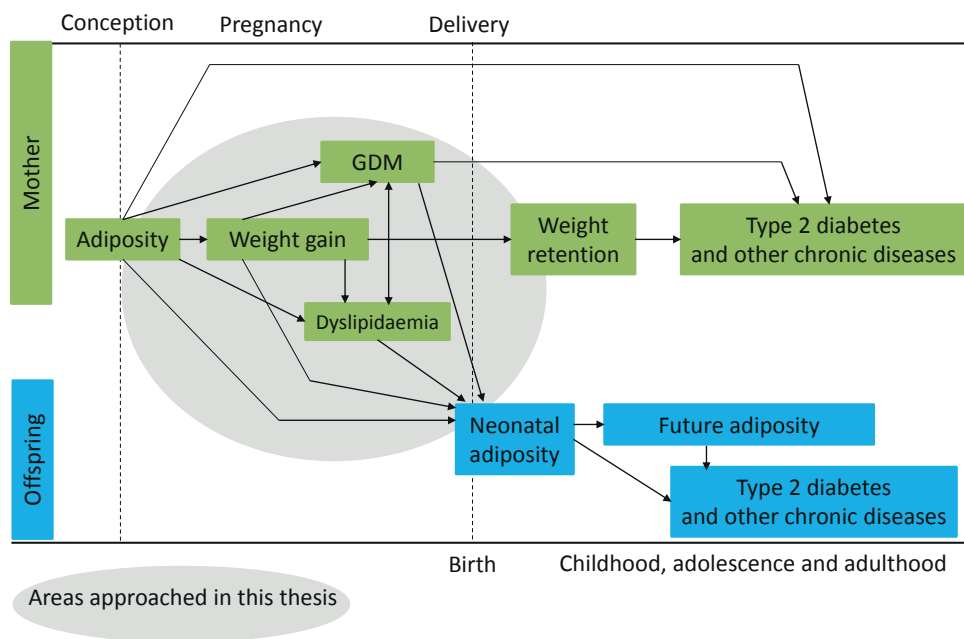 Conception
Pregnancy
Delivery
Mother
GDM
Adiposity
Weight gain
Weight
retention
Type 2 diabetes
and other chronic diseases
Dyslipidaemia
Offspring
Neonatal
adiposity
Future adiposity
Type 2 diabetes
and other chronic diseases
Birth
Childhood, adolescence and adulthood
Areas approached in this thesis